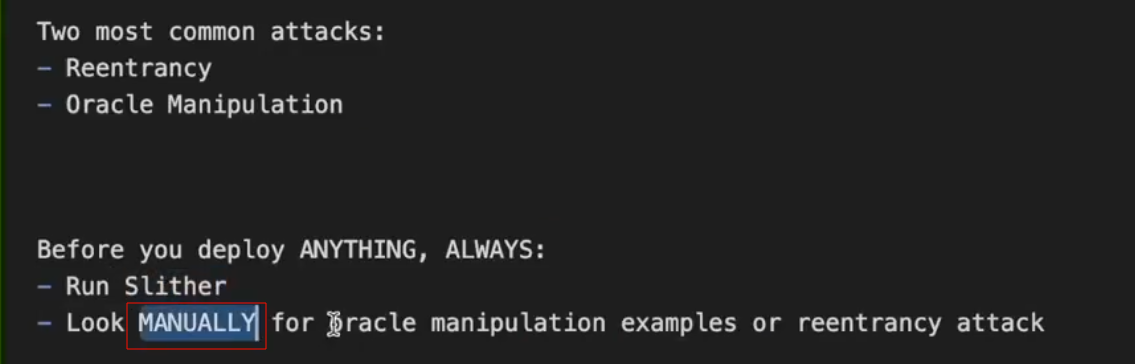 Two most common attacks:
- Reentrancy
- Oracle Manipulation
Before you deploy ANYTHING, ALWAYS:
- Run Slither
- Look MANUALLY for oracle manipulation examples or reentrancy attack